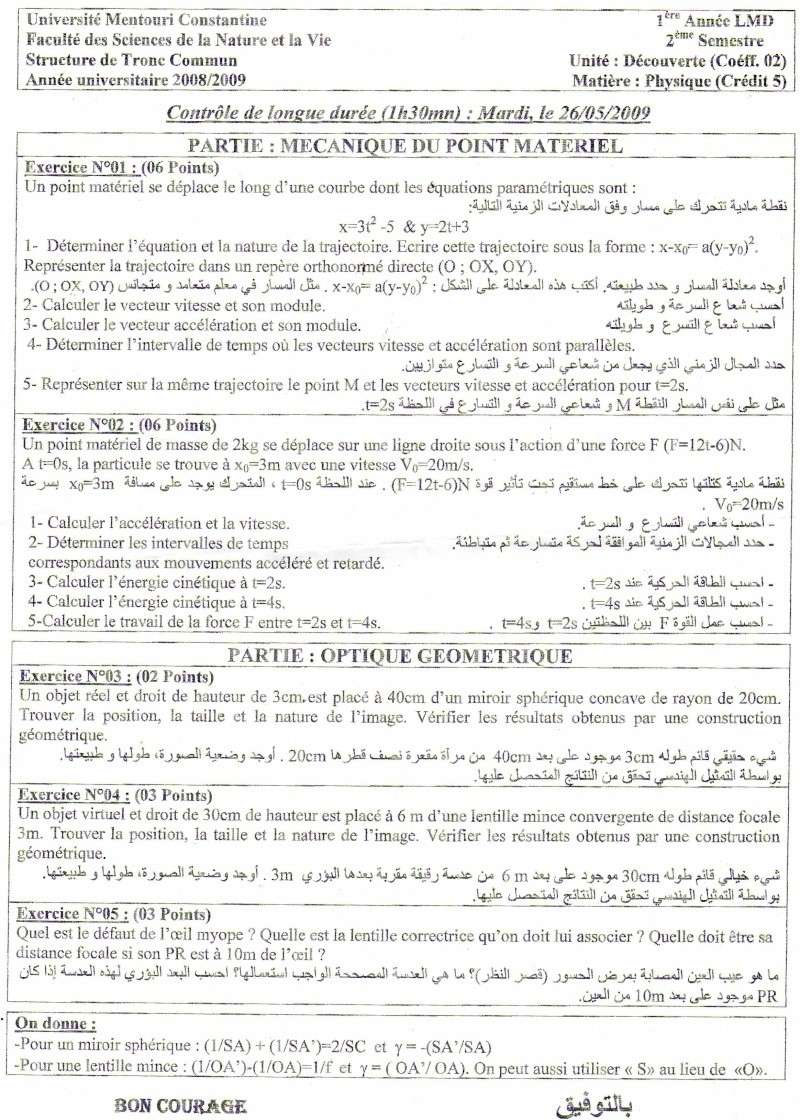 Université Mentouri Constantine
1ère Année LMD
Faculté des Sciences de la Nature et la Vie
2ème Semestre
Structure de Tronc Commun
Unité : Découverte (Coéff. 02)
Année universitaire 2008/2009
Matière : Physique (Crédit 5)
Contrôle de longue durée (1h30mn) : Mardi, le 26/05/2009
PARTIE : MECANIQUE DU POINT MATERIEL
Exercice N°01 : (06 Points)
Un point matériel se déplace le long d'une courbe dont les équations paramétriques sont :
نقطة مادية تتحرك على مسار وفق المعادلات الزمنية التالية:
x=3t² -5 & y=2t+3
1- Déterminer l'équation et la nature de la trajectoire. Ecrire cette trajectoire sous la forme : x-x₀= a(y-y₀)².
Représenter la trajectoire dans un repère orthonormé directe (O ; OX, OY).
أوجد معادلة المسار و حدد طبيعته. أكتب هذه المعادلة على الشكل : x-x₀= a(y-y₀)² . مثل المسار في معلم متعامد و متجانس (O ; OX, OY).
2- Calculer le vecteur vitesse et son module. أحسب شعاع السرعة و طويلته
3- Calculer le vecteur accélération et son module. أحسب شعاع التسرع و طويلته
4- Déterminer l'intervalle de temps où les vecteurs vitesse et accélération sont parallèles.
حدد المجال الزمني الذي يجعل من شعاعي السرعة و التسارع متوازيين.
5- Représenter sur la même trajectoire le point M et les vecteurs vitesse et accélération pour t=2s.
مثل على نفس المسار النقطة M و شعاعي السرعة و التسارع في اللحظة t=2s.
Exercice N°02 : (06 Points)
Un point matériel de masse de 2kg se déplace sur une ligne droite sous l'action d'une force F (F=12t-6)N.
A t=0s, la particule se trouve à x₀=3m avec une vitesse V₀=20m/s.
نقطة مادية كتلتها تتحرك على خط مستقيم تحت تأثير قوة F=12t-6)N) . عند اللحظة t=0s ، المتحرك يوجد على مسافة x₀=3m بسرعة
V₀=20m/s .
1- Calculer l'accélération et la vitesse. - أحسب شعاعي التسارع و السرعة.
2- Déterminer les intervalles de temps - حدد المجالات الزمنية الموافقة لحركة متسارعة ثم متباطئة.
correspondants aux mouvements accéléré et retardé.
3- Calculer l'énergie cinétique à t=2s. - احسب الطاقة الحركية عند t=2s .
4- Calculer l'énergie cinétique à t=4s. - احسب الطاقة الحركية عند t=4s .
5-Calculer le travail de la force F entre t=2s et t=4s. - احسب عمل القوة F بين اللحظتين t=2s و t=4s .
PARTIE : OPTIQUE GEOMETRIQUE
Exercice N°03 : (02 Points)
Un objet réel et droit de hauteur de 3cm.est placé à 40cm d'un miroir sphérique concave de rayon de 20cm.
Trouver la position, la taille et la nature de l'image. Vérifier les résultats obtenus par une construction
géométrique.
شيء حقيقي قائم طوله 3cm موجود على بعد 40cm من مرأة مقعرة نصف قطرها 20cm . أوجد وضعية الصورة، طولها و طبيعتها.
بواسطة التمثيل الهندسي تحقق من النتائج المتحصل عليها.
Exercice N°04 : (03 Points)
Un objet virtuel et droit de 30cm de hauteur est placé à 6 m d'une lentille mince convergente de distance focale
3m. Trouver la position, la taille et la nature de l'image. Vérifier les résultats obtenus par une construction
géométrique.
شيء خيالي قائم طوله 30cm موجود على بعد 6 m من عدسة رقيقة مقربة بعدها البؤري 3m . أوجد وضعية الصورة، طولها و طبيعتها.
بواسطة التمثيل الهندسي تحقق من النتائج المتحصل عليها.
Exercice N°05 : (03 Points)
Quel est le défaut de l'œil myope ? Quelle est la lentille correctrice qu'on doit lui associer ? Quelle doit être sa
distance focale si son PR est à 10m de l'œil ?
ما هو عيب العين المصابة بمرض الحسور (قصر النظر)؟ ما هي العدسة المصححة الواجب استعمالها؟ احسب البعد البؤري لهذه العدسة إذا كان
PR موجود على بعد 10m من العين.
On donne :
-Pour un miroir sphérique : (1/SA) + (1/SA')=2/SC et γ = -(SA'/SA)
-Pour une lentille mince : (1/OA')-(1/OA)=1/f et γ = ( OA'/ OA). On peut aussi utiliser « S» au lieu de «O».
BON COURAGE
بالتوفيق